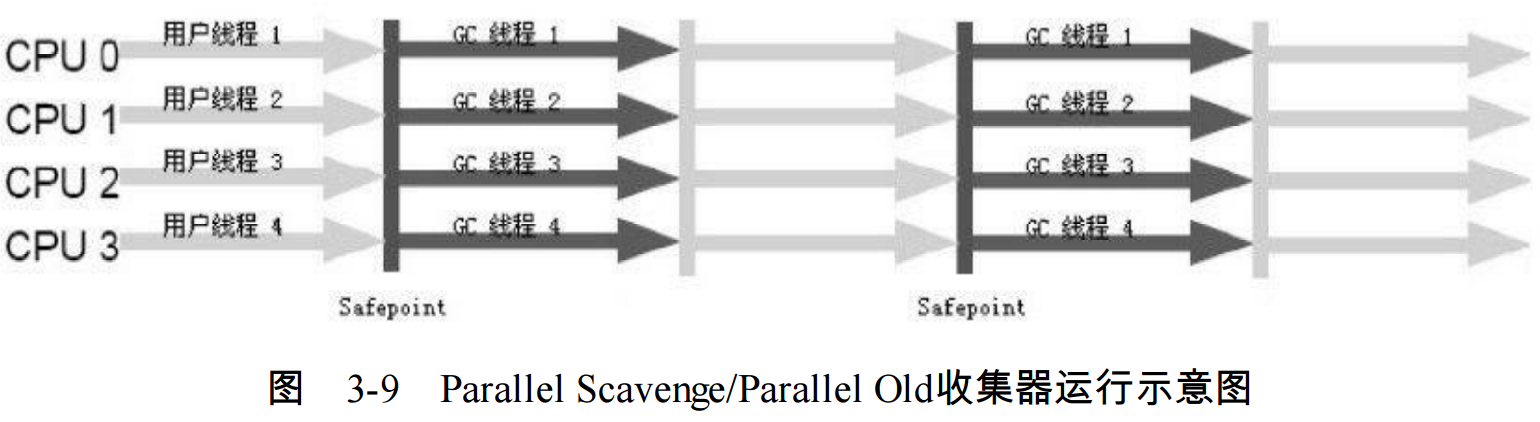 CPU 0 用户线程 1 GC 线程 1 GC 线程 1
CPU 1 用户线程 2 GC 线程 2 GC 线程 2
CPU 2 用户线程 3 GC 线程 3 GC 线程 3
CPU 3 用户线程 4 GC 线程 4 GC 线程 4
Safepoint Safepoint
图 3-9 Parallel Scavenge/Parallel Old收集器运行示意图